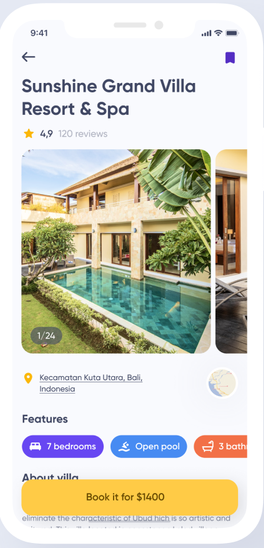 9:41
Sunshine Grand Villa
Resort & Spa
4,9 120 reviews
1/24
Kecamatan Kuta Utara, Bali,
Indonesia
Features
7 bedrooms Open pool 3 bath
About villa
Book it for $1400
eliminate the characteristic of Ubud hich is so artistic and